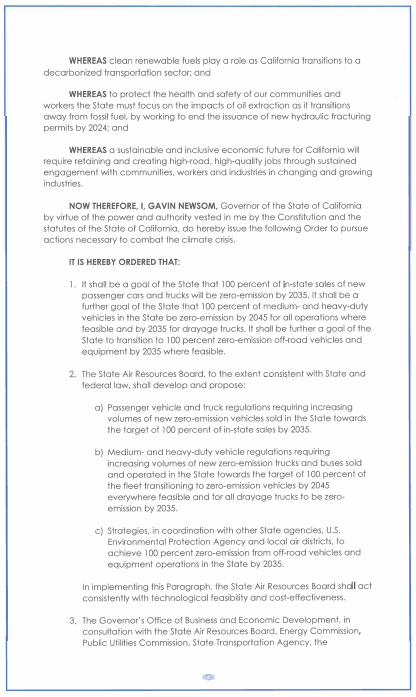 WHEREAS clean renewable fuels play a role as California transitions to a
decarbonized transportation sector; and
WHEREAS to protect the health and safety of our communities and
workers the State must focus on the impacts of oil extraction as it transitions
away from fossil fuel, by working to end the issuance of new hydraulic fracturing
permits by 2024; and
WHEREAS a sustainable and inclusive economic future for California will
require retaining and creating high-road, high-quality jobs through sustained
engagement with communities, workers and industries in changing and growing
industries.
NOW THEREFORE, I, GAVIN NEWSOM, Governor of the State of California
by virtue of the power and authority vested in me by the Constitution and the
statutes of the State of California, do hereby issue the following Order to pursue
actions necessary to combat the climate crisis.
IT IS HEREBY ORDERED THAT:
1. It shall be a goal of the State that 100 percent of in-state sales of new
passenger cars and trucks will be zero-emission by 2035. It shall be a
further goal of the State that 100 percent of medium- and heavy-duty
vehicles in the State be zero-emission by 2045 for all operations where
feasible and by 2035 for drayage trucks. It shall be further a goal of the
State to transition to 100 percent zero-emission off-road vehicles and
equipment by 2035 where feasible.
2. The State Air Resources Board, to the extent consistent with State and
federal law, shall develop and propose:
a) Passenger vehicle and truck regulations requiring increasing
volumes of new zero-emission vehicles sold in the State towards
the target of 100 percent of in-state sales by 2035.
b) Medium- and heavy-duty vehicle regulations requiring
increasing volumes of new zero-emission trucks and buses sold
and operated in the State towards the target of 100 percent of
the fleet transitioning to zero-emission vehicles by 2045
everywhere feasible and for all drayage trucks to be zero-
emission by 2035.
c) Strategies, in coordination with other State agencies, U.S.
Environmental Protection Agency and local air districts, to
achieve 100 percent zero-emission from off-road vehicles and
equipment operations in the State by 2035.
In implementing this Paragraph, the State Air Resources Board shall act
consistently with technological feasibility and cost-effectiveness.
3. The Governor's Office of Business and Economic Development, in
consultation with the State Air Resources Board, Energy Commission,
Public Utilities Commission, State Transportation Agency, the